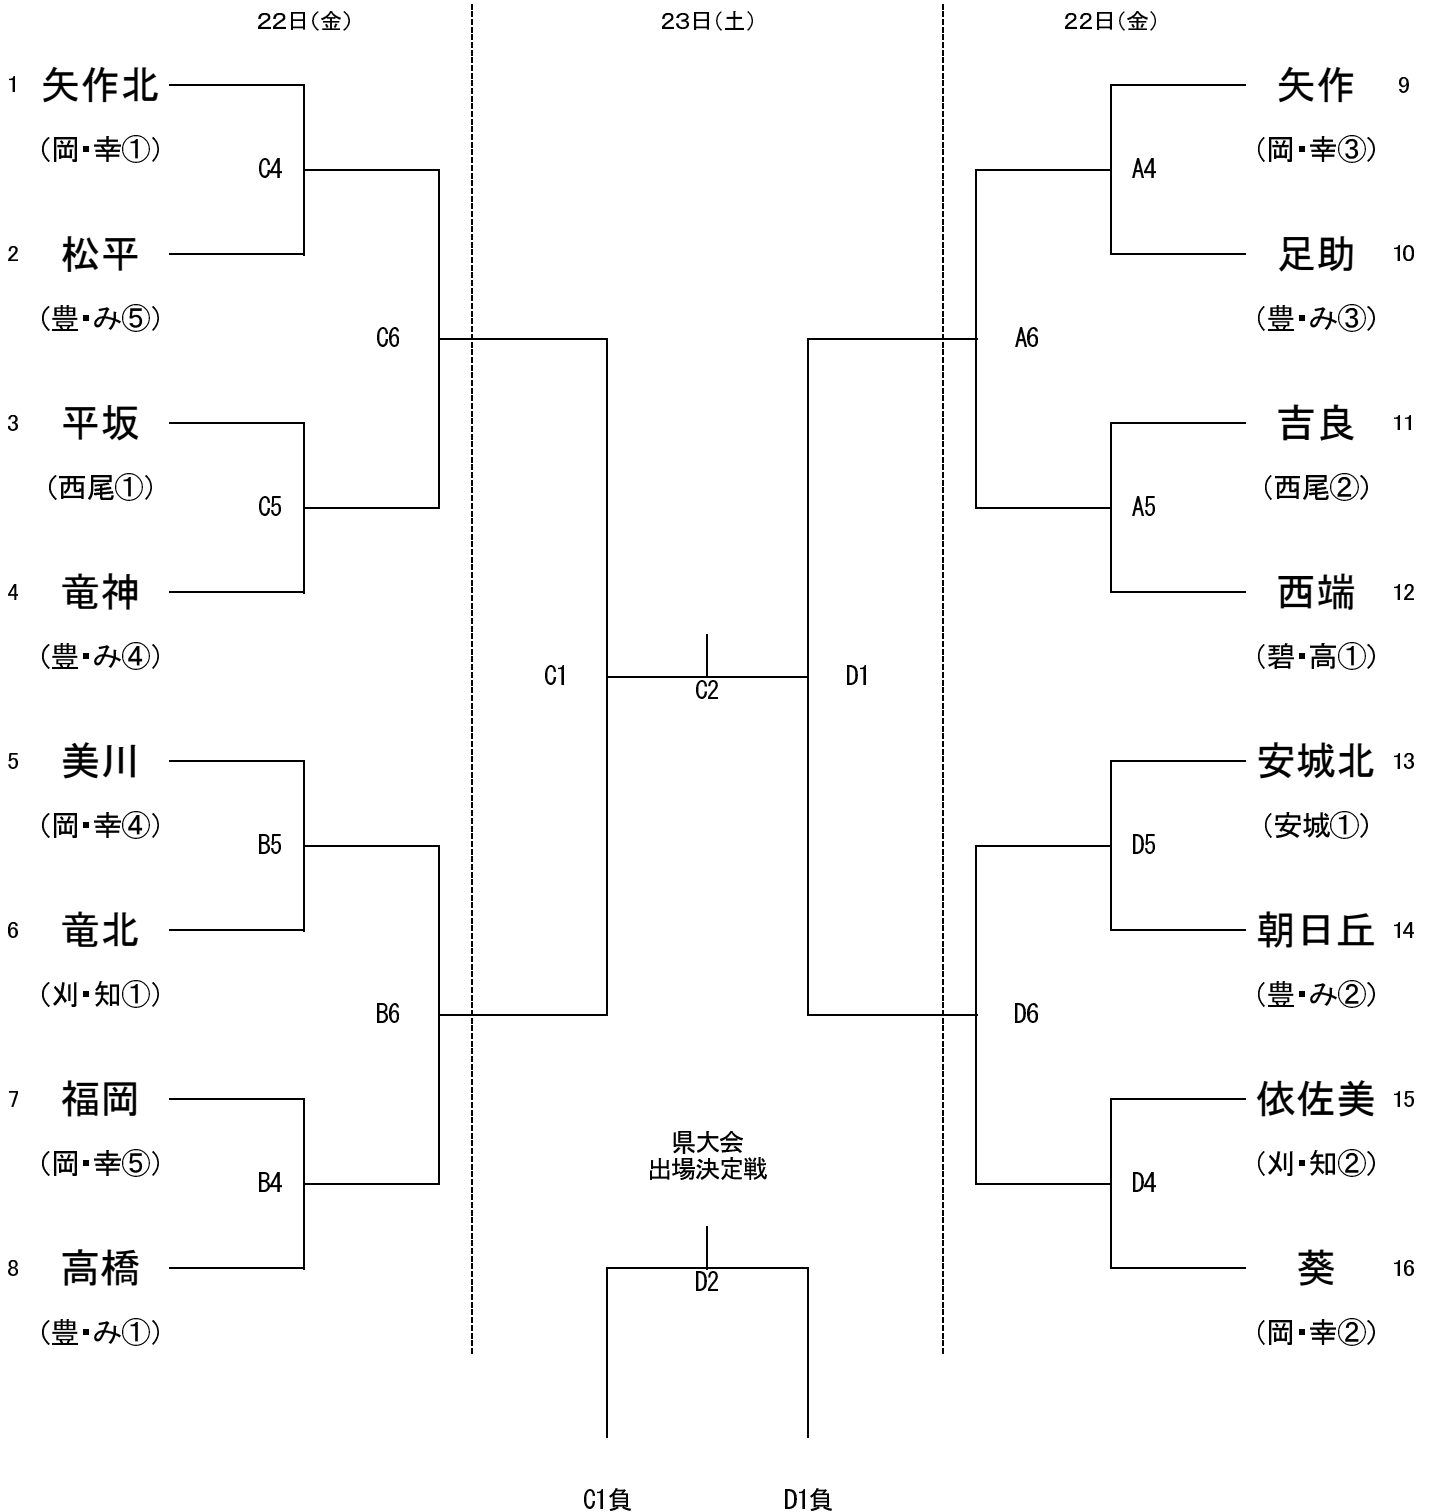 22日（金）
23日（土）
22日（金）
1 矢作北
（岡・幸①）
C4
2 松平
（豊・み⑤）
C6
3 平坂
（西尾①）
C5
4 竜神
（豊・み④）
C1
5 美川
（岡・幸④）
B5
6 竜北
（刈・知①）
B6
7 福岡
（岡・幸⑤）
B4
8 高橋
（豊・み①）
C2
県大会
出場決定戦
D2
C1負
D1負
矢作 9
（岡・幸③）
A4
足助 10
（豊・み③）
A6
吉良 11
（西尾②）
A5
西端 12
（碧・高①）
D1
安城北 13
（安城①）
D5
朝日丘 14
（豊・み②）
D6
依佐美 15
（刈・知②）
D4
葵 16
（岡・幸②）